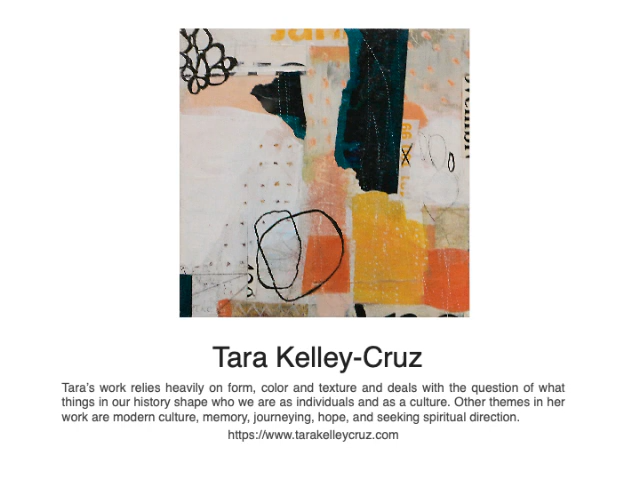 Tara Kelley-Cruz
Tara’s work relies heavily on form, color and texture and deals with the question of what
things in our history shape who we are as individuals and as a culture. Other themes in her
work are modern culture, memory, journeying, hope, and seeking spiritual direction.
https://www.tarakelleycruz.com